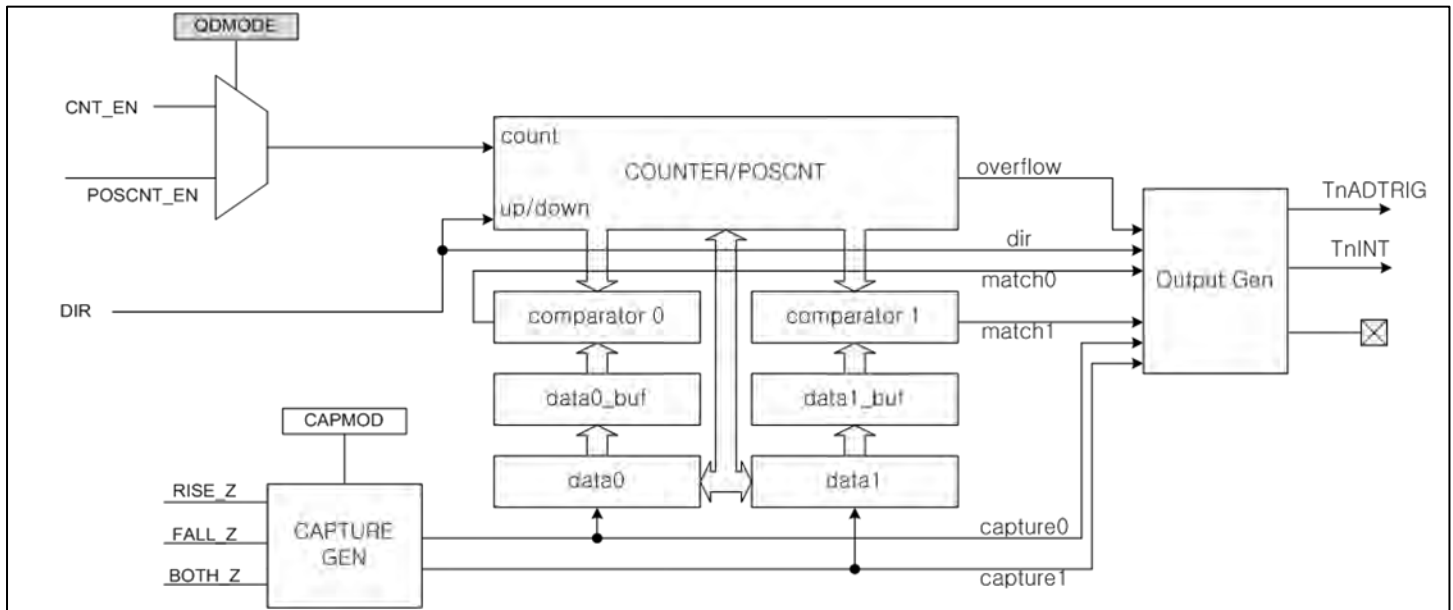 QDMODE
CNT_EN
POSCNT_EN
count
COUNTER/POSCNT
up/down
overflow
TnADTRIG
dir
TnINT
match0
Output Gen
DIR
comparator 0
comparator 1
match1
data0_buf
data1_buf
CAPMOD
data0
data1
RISE_Z
FALL_Z
BOTH_Z
CAPTURE
GEN
capture0
capture1